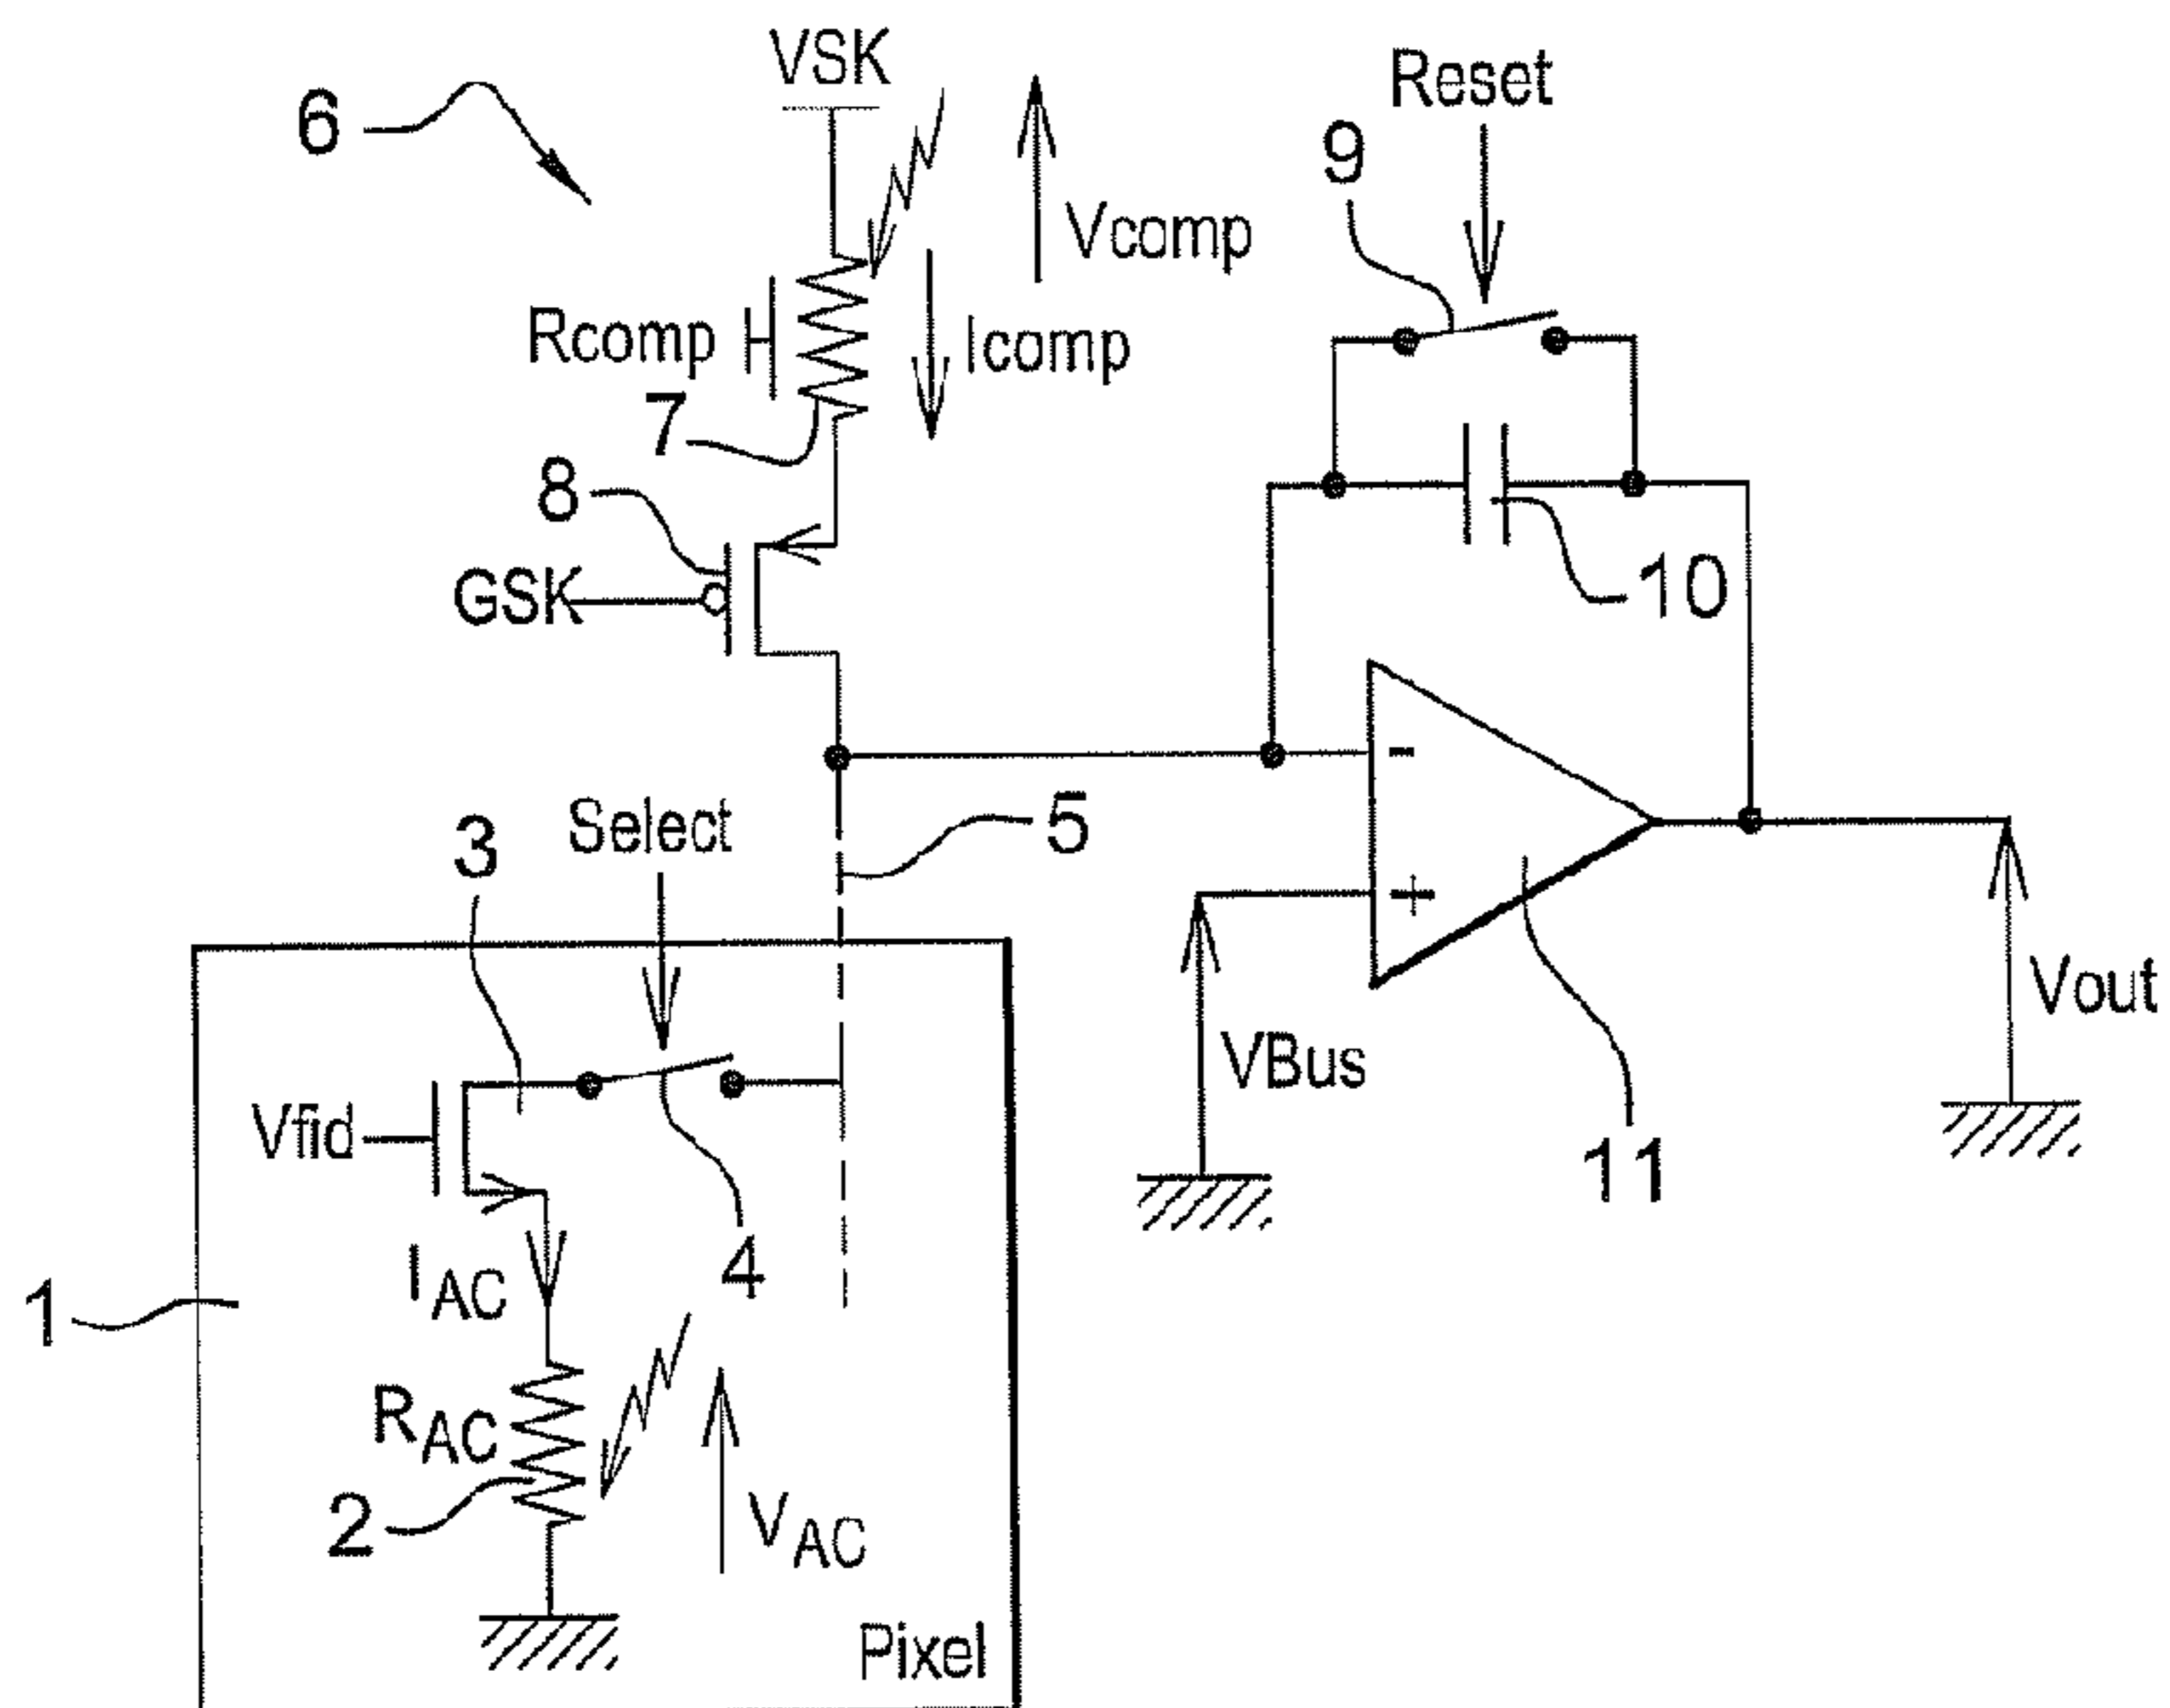 VSK
Reset
6
9
Vcomp
Rcomp
Icomp
7
8
GSK
10
-
+
3
Select
5
VBus
Vout
Vfid
11
IAC
4
1
RAC
2
VAC
Pixel